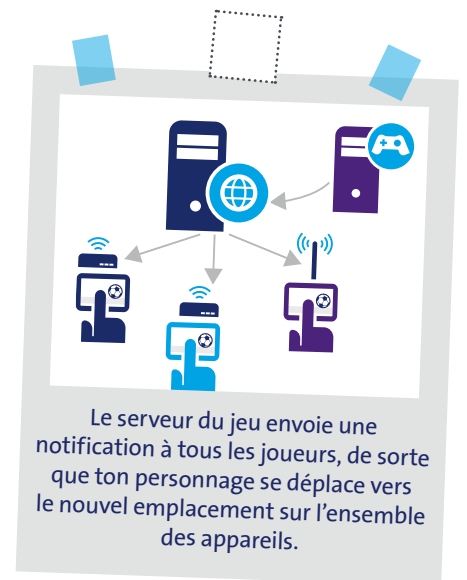 Le serveur du jeu envoie une
notification à tous les joueurs, de sorte
que ton personnage se déplace vers
le nouvel emplacement sur l’ensemble
des appareils.